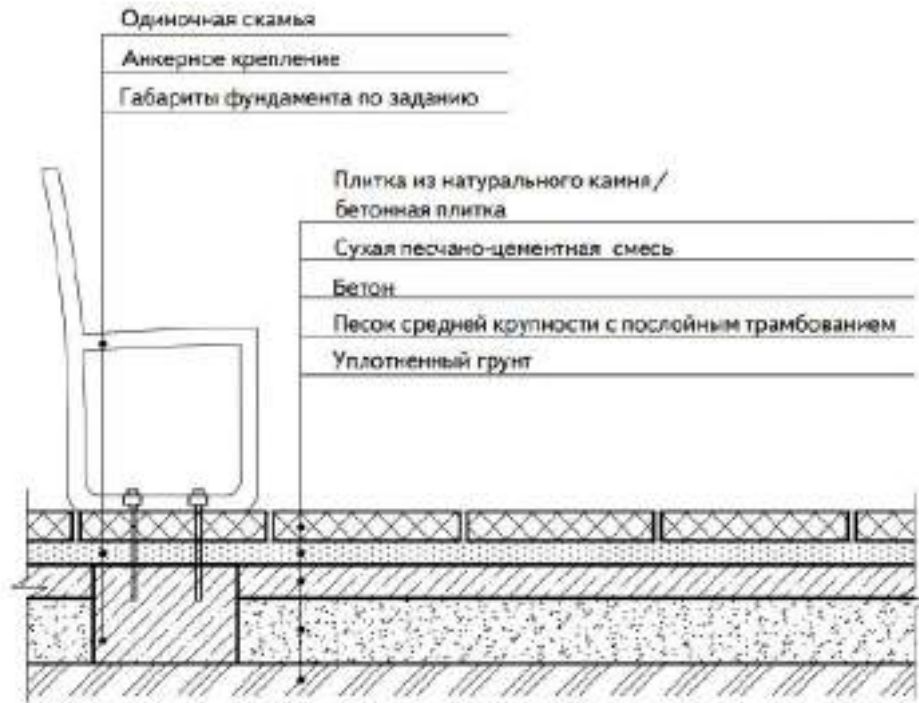 Одиночная скамья
Анкерное крепление
Габариты фундамента по заданию
Плитка из натурального камня/
бетонная плитка
Сухая песчано-цементная смесь
Бетон
Песок средней крупности с послойным трамбованием
Уплотненный грунт